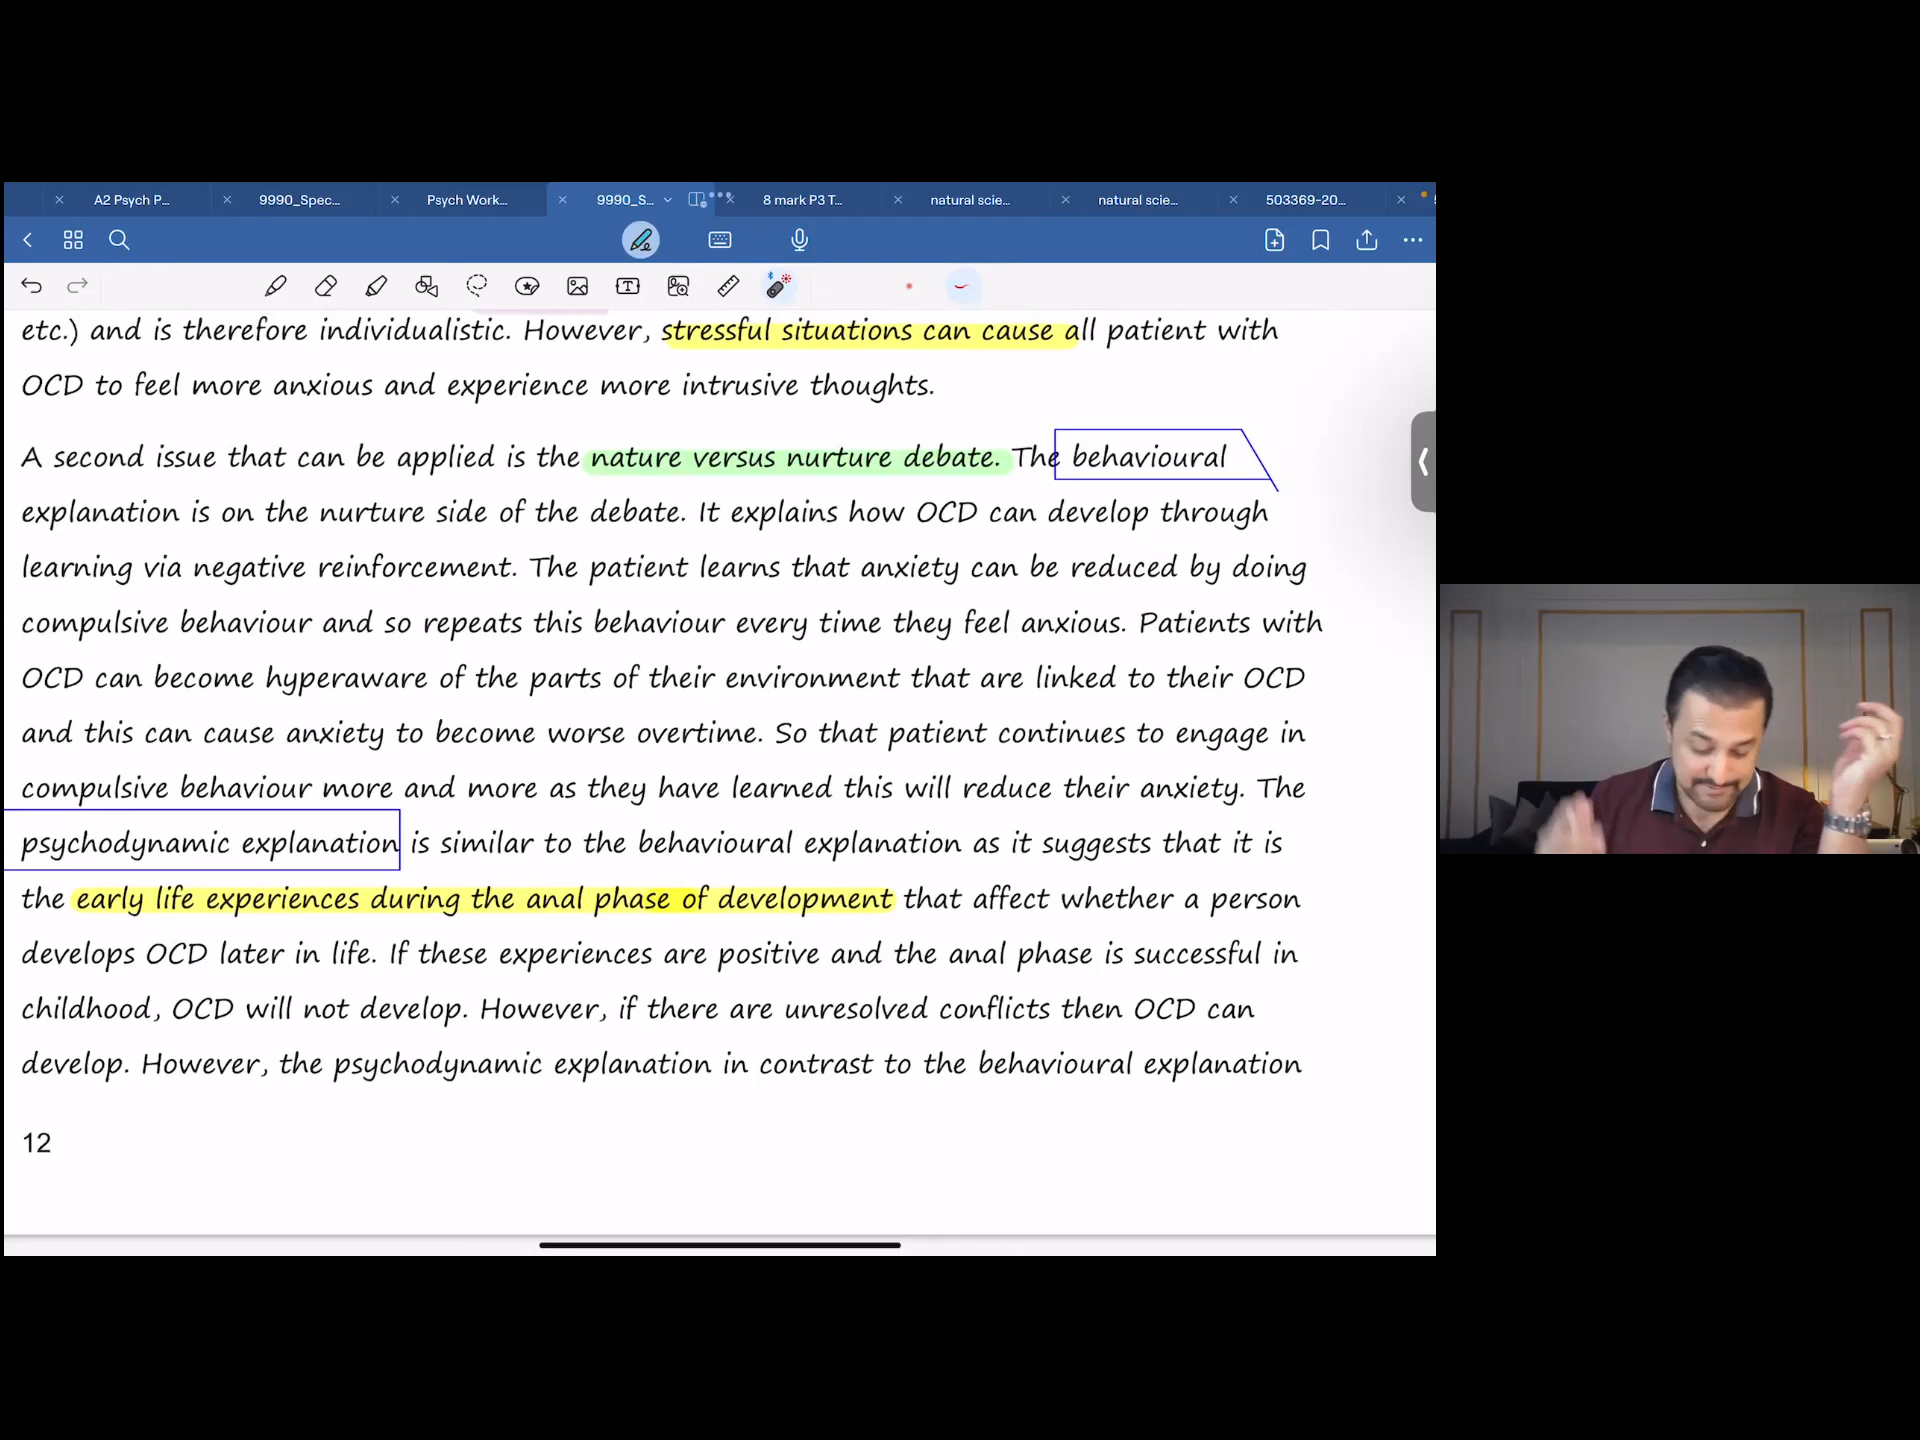 A2 Psych P...
9990_Spec...
Psych Work...
9990_S...
8 mark P3 T...
natural scie...
natural scie...
503369-20...
etc.) and is therefore individualistic. However, stressful situations can cause all patient with
OCD to feel more anxious and experience more intrusive thoughts.
A second issue that can be applied is the nature versus nurture debate. The behavioural
explanation is on the nurture side of the debate. It explains how OCD can develop through
learning via negative reinforcement. The patient learns that anxiety can be reduced by doing
compulsive behaviour and so repeats this behaviour every time they feel anxious. Patients with
OCD can become hyperaware of the parts of their environment that are linked to their OCD
and this can cause anxiety to become worse overtime. So that patient continues to engage in
compulsive behaviour more and more as they have learned this will reduce their anxiety. The
psychodynamic explanation is similar to the behavioural explanation as it suggests that it is
the early life experiences during the anal phase of development that affect whether a person
develops OCD later in life. If these experiences are positive and the anal phase is successful in
childhood, OCD will not develop. However, if there are unresolved conflicts then OCD can
develop. However, the psychodynamic explanation in contrast to the behavioural explanation
12